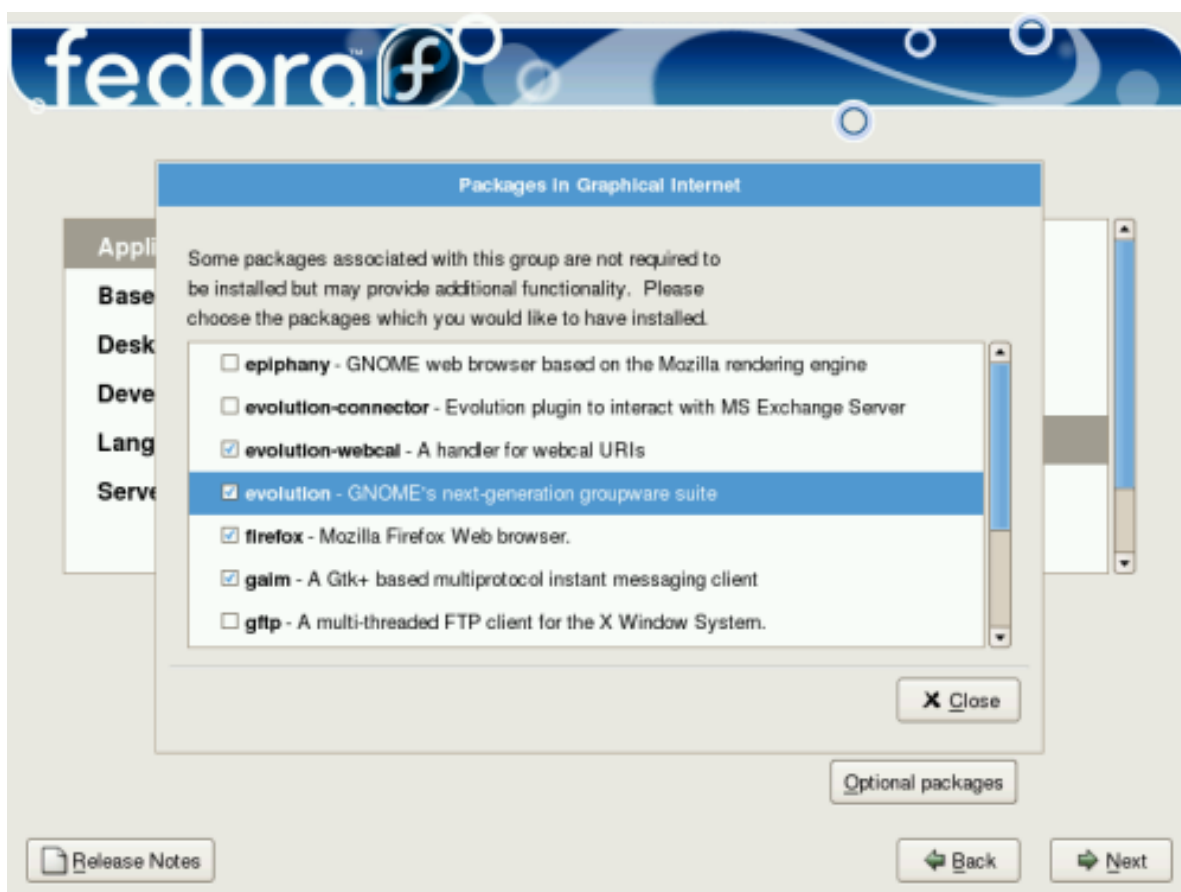 fedora™
Packages in Graphical Internet
Appli
Base
Desk
Deve
Lang
Serve
Some packages associated with this group are not required to
be installed but may provide additional functionality. Please
choose the packages which you would like to have installed.
epiphany - GNOME web browser based on the Mozilla rendering engine
evolution-connector - Evolution plugin to interact with MS Exchange Server
evolution-webcal - A handler for webcal URIs
evolution - GNOME's next-generation groupware suite
firefox - Mozilla Firefox Web browser.
gaim - A Gtk+ based multiprotocol instant messaging client
gftp - A multi-threaded FTP client for the X Window System.
Close
Optional packages
Release Notes
Back
Next